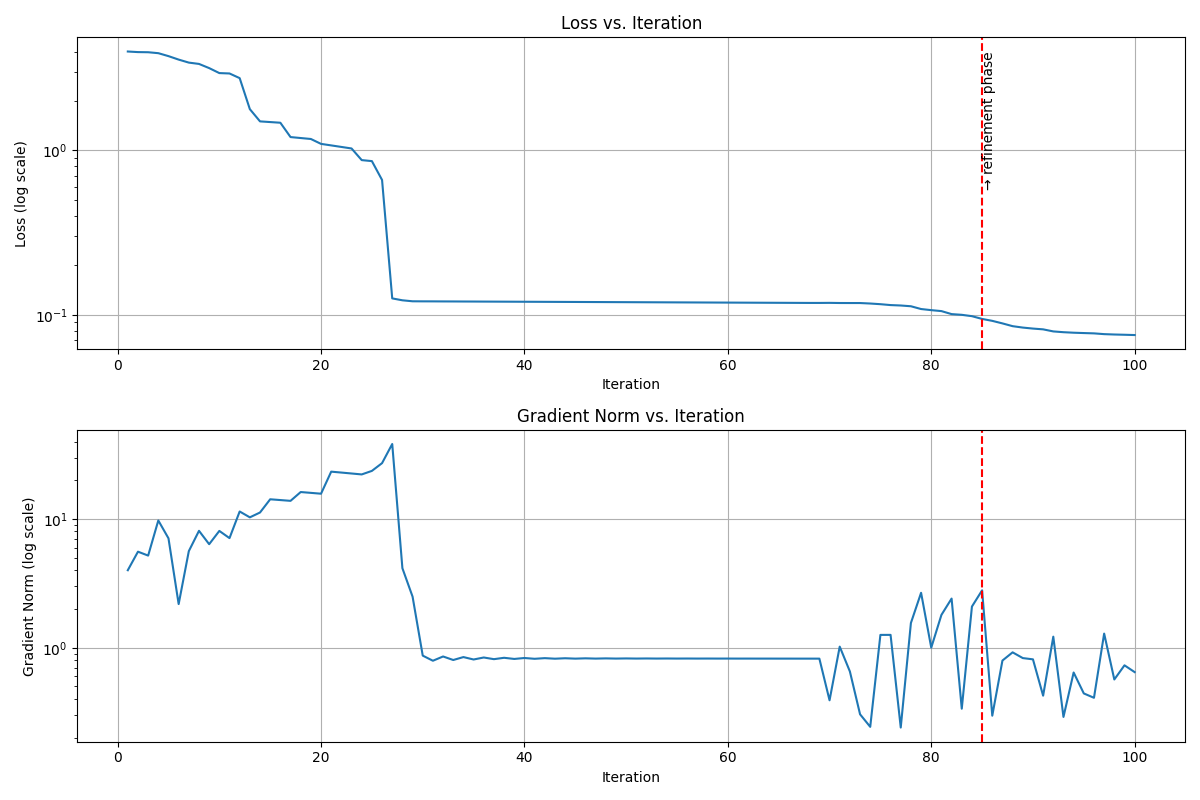 Loss vs. Iteration
Loss (log scale)
10⁰
10⁻¹
→ refinement phase
0 20 40 60 80 100
Iteration
Gradient Norm vs. Iteration
Gradient Norm (log scale)
10¹
10⁰
0 20 40 60 80 100
Iteration